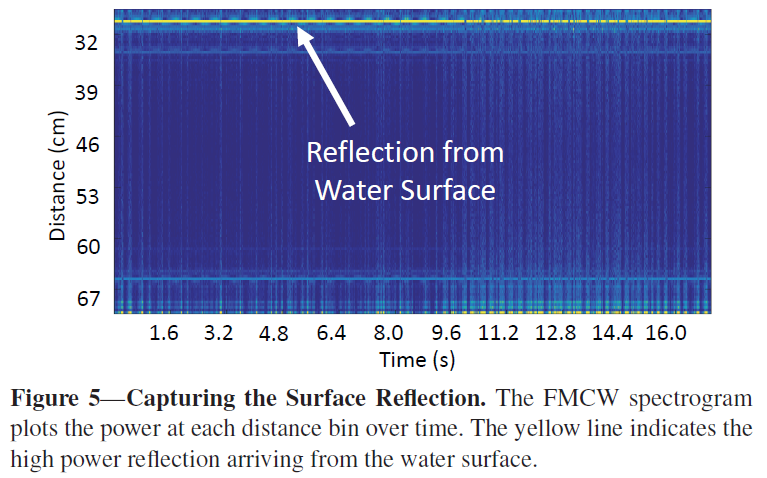 32
39
46
53
60
67
Distance (cm)
Reflection from
Water Surface
1.6 3.2 4.8 6.4 8.0 9.6 11.2 12.8 14.4 16.0
Time (s)
Figure 5—Capturing the Surface Reflection. The FMCW spectrogram
plots the power at each distance bin over time. The yellow line indicates the
high power reflection arriving from the water surface.